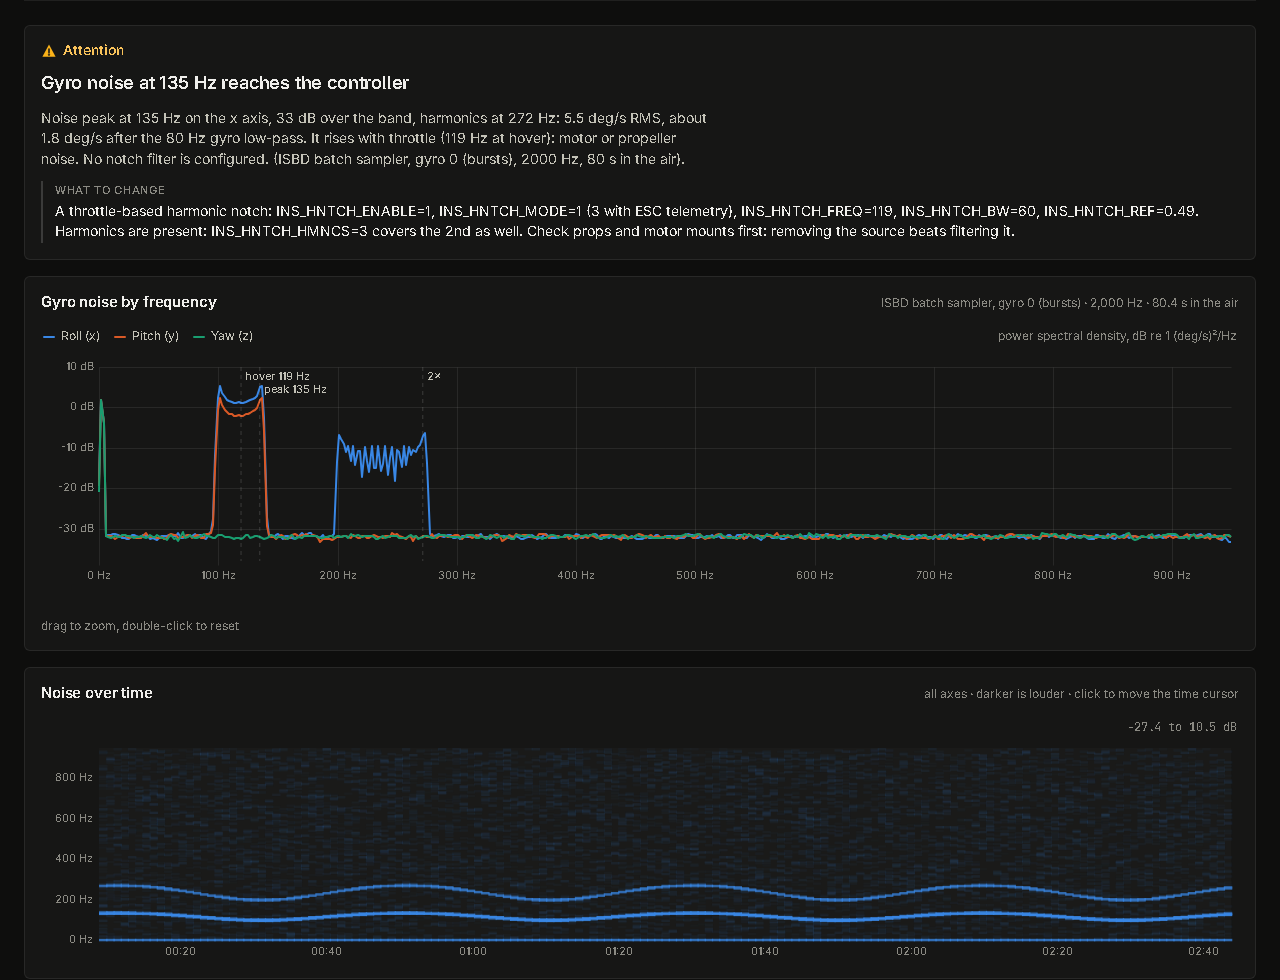 ⚠ Attention
Gyro noise at 135 Hz reaches the controller
Noise peak at 135 Hz on the x axis, 33 dB over the band, harmonics at 272 Hz: 5.5 deg/s RMS, about
1.8 deg/s after the 80 Hz gyro low-pass. It rises with throttle (119 Hz at hover): motor or propeller
noise. No notch filter is configured. (ISBD batch sampler, gyro 0 (bursts), 2000 Hz, 80 s in the air).
WHAT TO CHANGE
A throttle-based harmonic notch: INS_HNTCH_ENABLE=1, INS_HNTCH_MODE=1 (3 with ESC telemetry), INS_HNTCH_FREQ=119, INS_HNTCH_BW=60, INS_HNTCH_REF=0.49.
Harmonics are present: INS_HNTCH_HMNCS=3 covers the 2nd as well. Check props and motor mounts first: removing the source beats filtering it.
Gyro noise by frequency
ISBD batch sampler, gyro 0 (bursts) · 2,000 Hz · 80.4 s in the air
Roll (x) Pitch (y) Yaw (z)
power spectral density, dB re 1 (deg/s)²/Hz
10 dB
hover 119 Hz
2×
peak 135 Hz
0 dB
-10 dB
-20 dB
-30 dB
0 Hz 100 Hz 200 Hz 300 Hz 400 Hz 500 Hz 600 Hz 700 Hz 800 Hz 900 Hz
drag to zoom, double-click to reset
Noise over time
all axes · darker is louder · click to move the time cursor
-27.4 to 10.5 dB
800 Hz
600 Hz
400 Hz
200 Hz
0 Hz
00:20 00:40 01:00 01:20 01:40 02:00 02:20 02:40